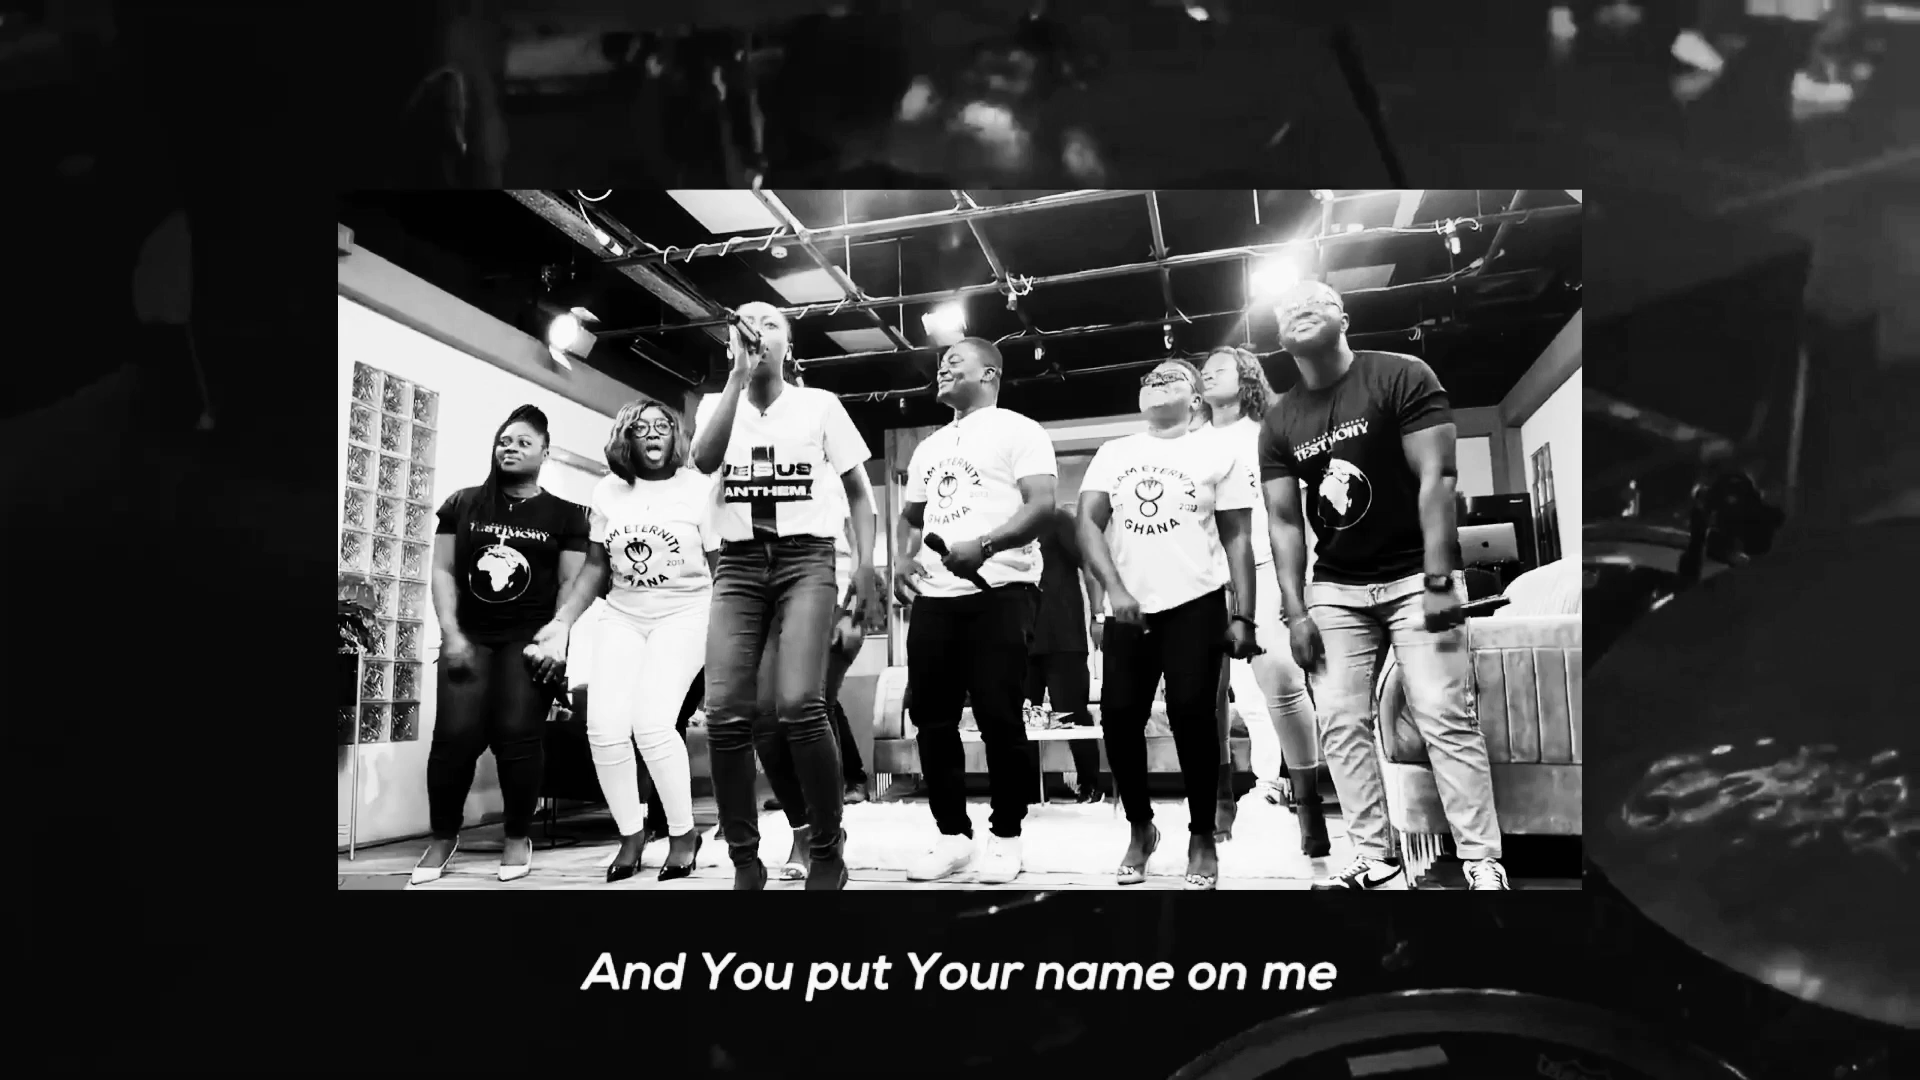 TESTIMONY
TEAM ETERNITY
GHANA
2013
JESUS
ANTHEM
TEAM ETERNITY
GHANA
2013
TEAM ETERNITY
GHANA
2013
TESTIMONY
And You put Your name on me